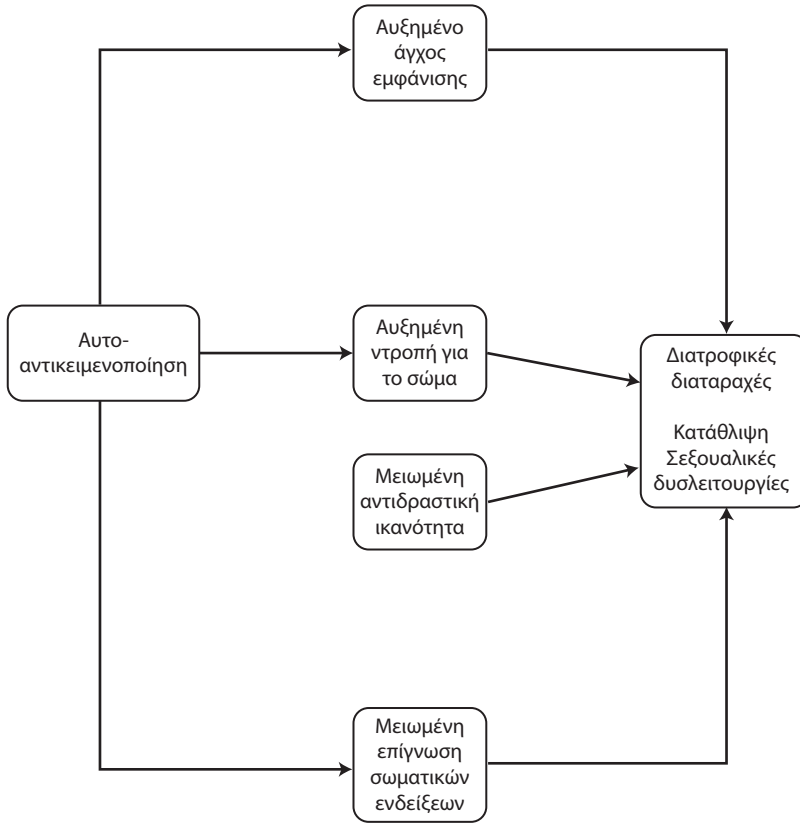 Αυξημένο
άγχος
εμφάνισης
Αυτο-
αντικειμενοποίηση
Αυξημένη
ντροπή για
το σώμα
Μειωμένη
αντιδραστική
ικανότητα
Μειωμένη
επίγνωση
σωματικών
ενδείξεων
Διατροφικές
διαταραχές
Κατάθλιψη
Σεξουαλικές
δυσλειτουργίες